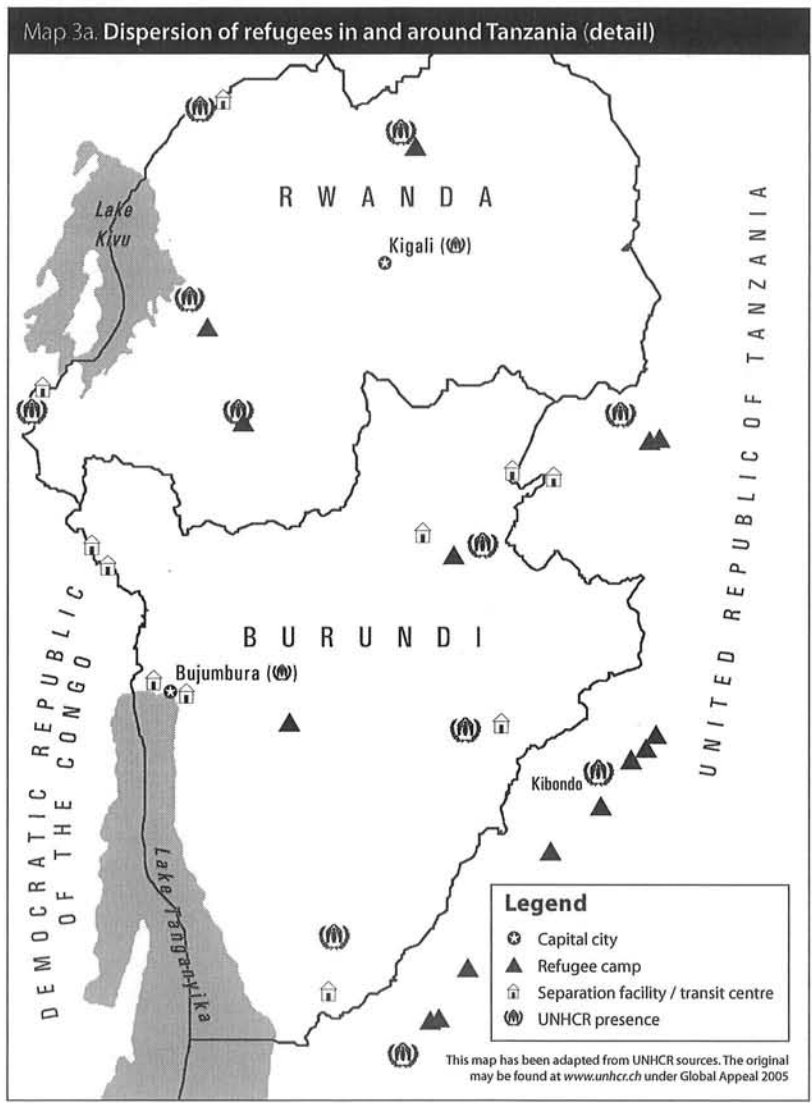 Map 3a. Dispersion of refugees in and around Tanzania (detail)
RWANDA
Lake
Kivu
Kigali ( )
UNITED REPUBLIC OF TANZANIA
BURUNDI
Bujumbura ( )
DEMOCRATIC REPUBLIC
OF THE CONGO
Kibondo
Lake Tanganyika
Legend
Capital city
Refugee camp
Separation facility / transit centre
UNHCR presence
This map has been adapted from UNHCR sources. The original
may be found at www.unhcr.ch under Global Appeal 2005